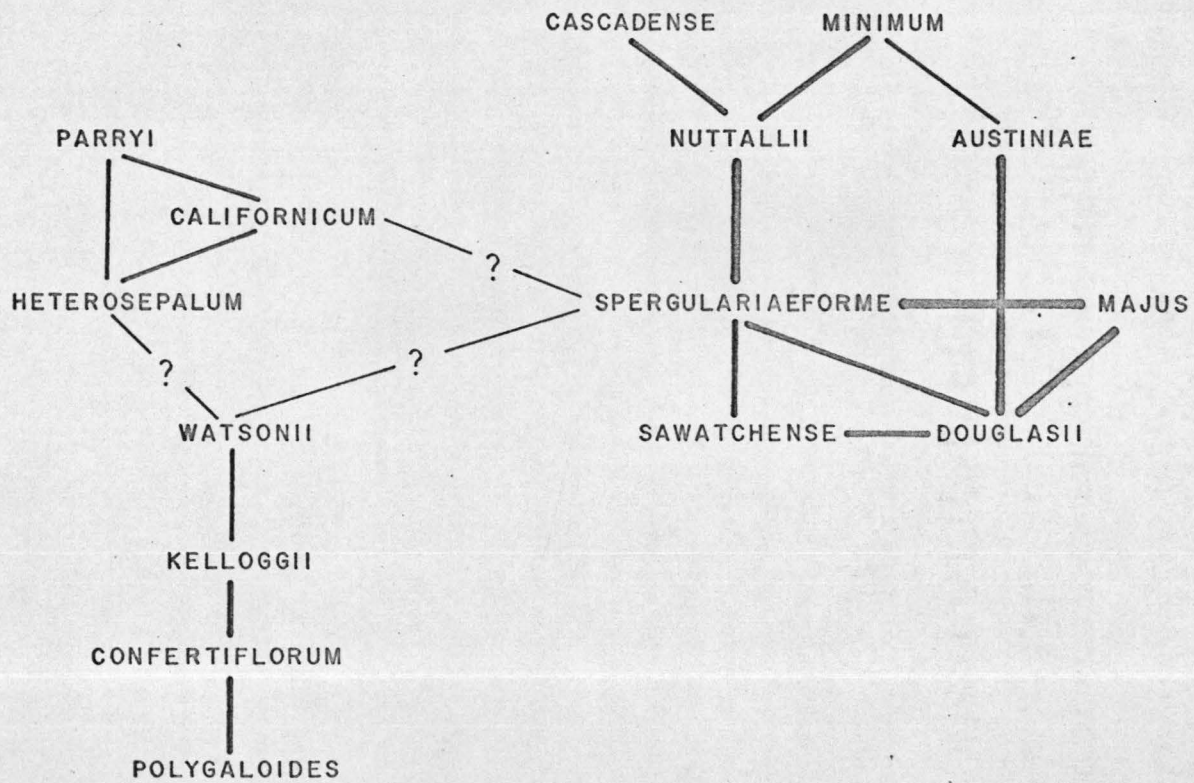 CASCADENSE MINIMUM
PARRYI NUTTALLII AUSTINIAE
CALIFORNICUM
?
HETEROSEPALUM SPERGULARIAEFORME MAJUS
? ?
WATSONII SAWATCHENSE DOUGLASII
KELLOGGII
CONFERTIFLORUM
POLYGALOIDES